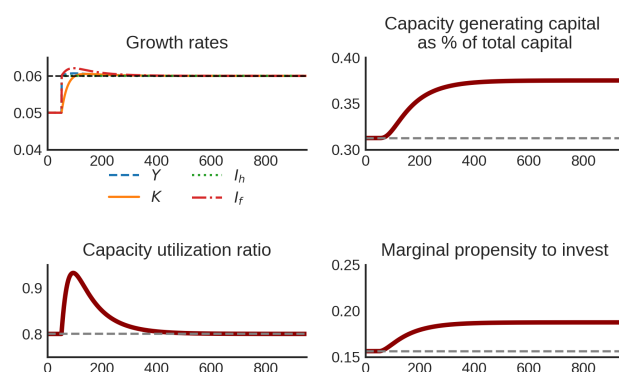 Growth rates
0.06
0.05
0.04
0 200 400 600 800
Y
K
I_h
I_f
Capacity generating capital
as % of total capital
0.40
0.35
0.30
0 200 400 600 800
Capacity utilization ratio
0.9
0.8
0 200 400 600 800
Marginal propensity to invest
0.25
0.20
0.15
0 200 400 600 800